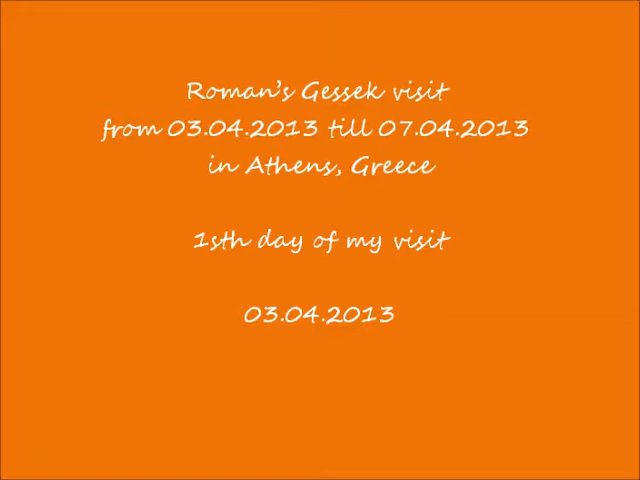 Roman's Gessek visit
from 03.04.2013 till 07.04.2013
in Athens, Greece
1sth day of my visit
03.04.2013